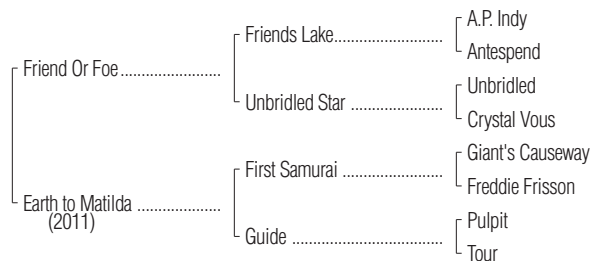 A.P. Indy
Friends Lake........................
Antespend
Friend Or Foe......................
Unbridled
Unbridled Star ....................
Crystal Vous
Giant's Causeway
First Samurai ......................
Freddie Frisson
Earth to Matilda ..................
(2011)
Pulpit
Guide .................................
Tour